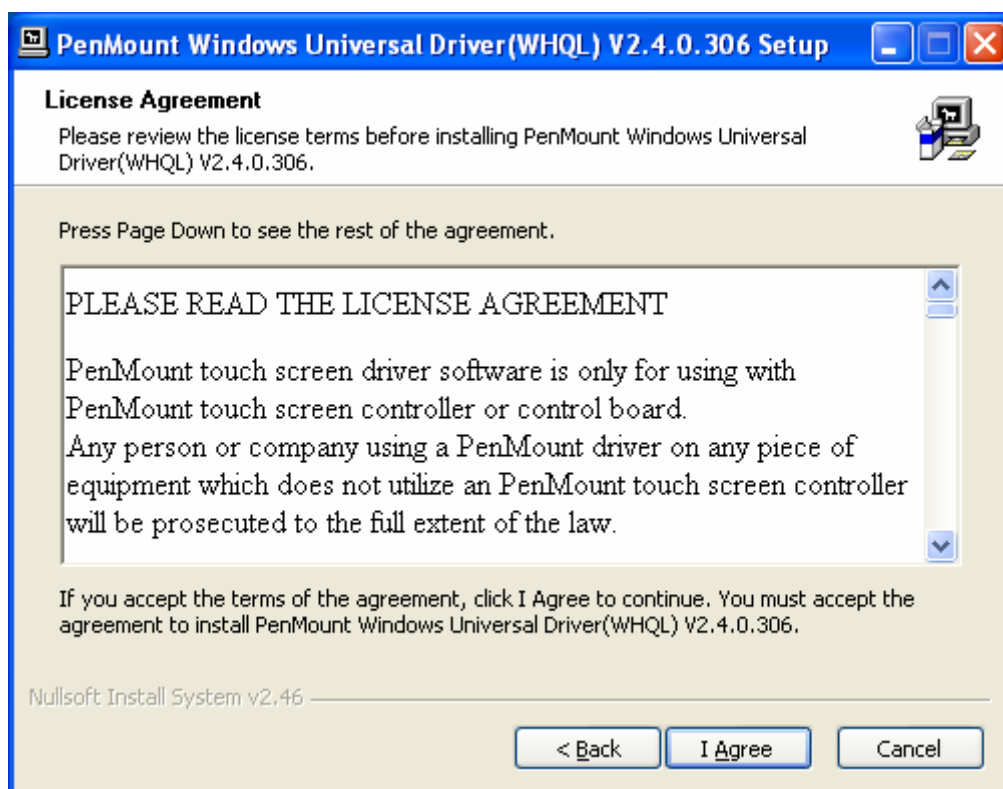 PenMount Windows Universal Driver(WHQL) V2.4.0.306 Setup
License Agreement
Please review the license terms before installing PenMount Windows Universal
Driver(WHQL) V2.4.0.306.
Press Page Down to see the rest of the agreement.
PLEASE READ THE LICENSE AGREEMENT
PenMount touch screen driver software is only for using with
PenMount touch screen controller or control board.
Any person or company using a PenMount driver on any piece of
equipment which does not utilize an PenMount touch screen controller
will be prosecuted to the full extent of the law.
If you accept the terms of the agreement, click I Agree to continue. You must accept the
agreement to install PenMount Windows Universal Driver(WHQL) V2.4.0.306.
Nullsoft Install System v2.46
< Back I Agree Cancel